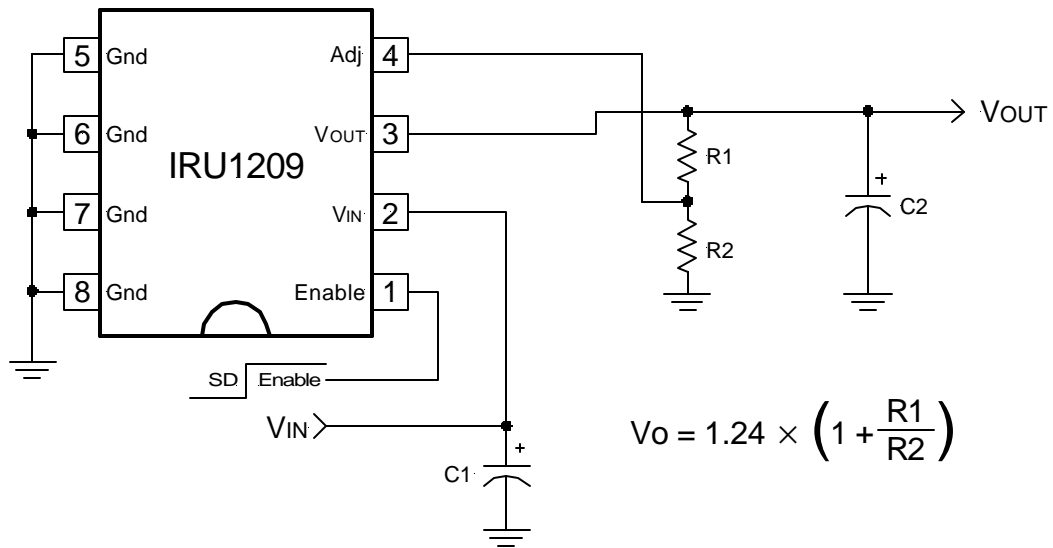 5 Gnd Adj 4
VOUT
6 Gnd VOUT 3
R1
IRU1209
7 Gnd VIN 2
C2
+
R2
8 Gnd Enable 1
SD Enable
VIN
+
C1
Vo = 1.24 × (1 + R1/R2)